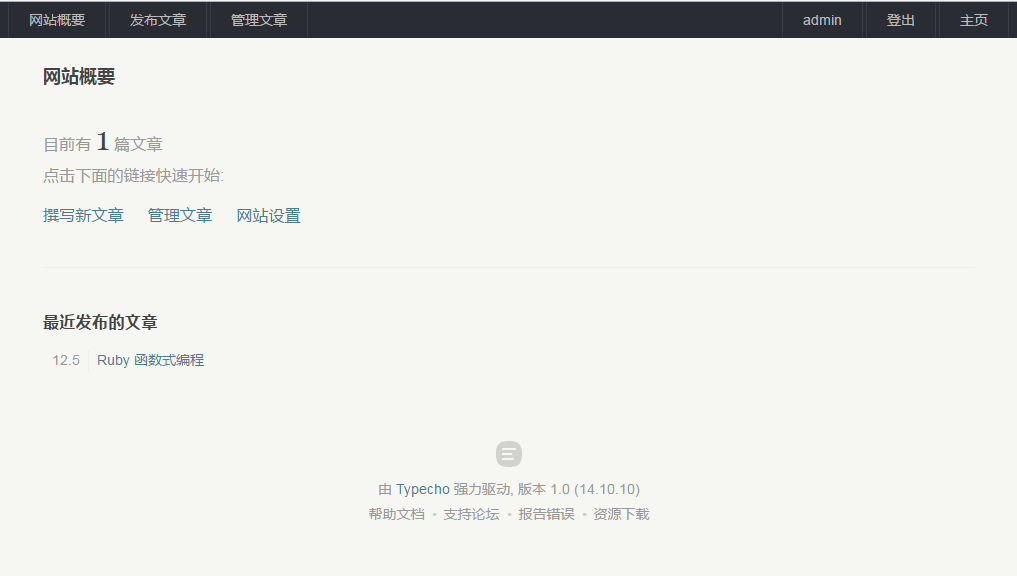 网站概要 发布文章 管理文章 admin 登出 主页
网站概要
目前有 1 篇文章
点击下面的链接快速开始:
撰写新文章 管理文章 网站设置
最近发布的文章
12.5 Ruby 函数式编程
由 Typecho 强力驱动, 版本 1.0 (14.10.10)
帮助文档 • 支持论坛 • 报告错误 • 资源下载